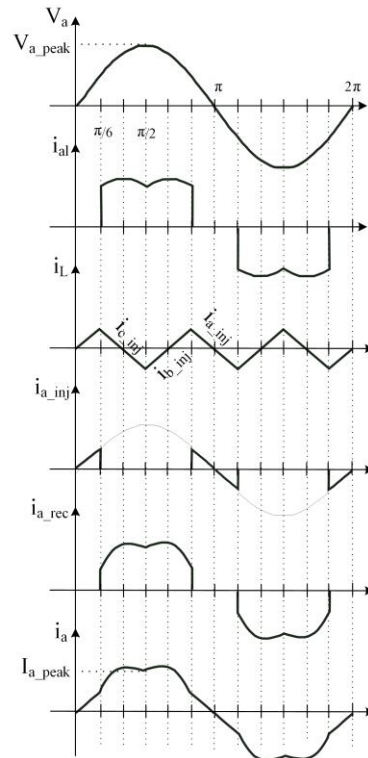 V_a
V_a_peak
π
2π
π/6
π/2
i_al
i_L
i_c_inj
i_b_inj
i_a_inj
i_a_inj
i_a_rec
i_a
I_a_peak